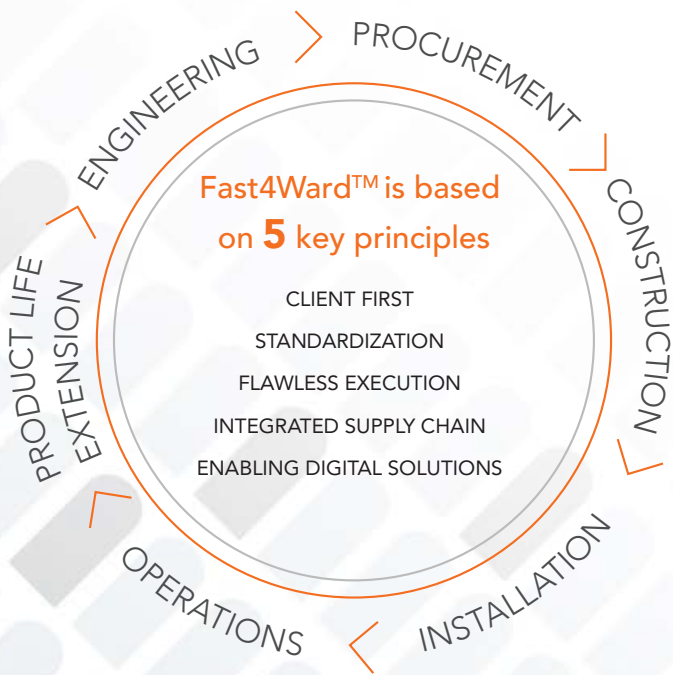 Fast4Ward™ is based
on 5 key principles
CLIENT FIRST
STANDARDIZATION
FLAWLESS EXECUTION
INTEGRATED SUPPLY CHAIN
ENABLING DIGITAL SOLUTIONS
ENGINEERING
PROCUREMENT
CONSTRUCTION
INSTALLATION
OPERATIONS
PRODUCT LIFE
EXTENSION